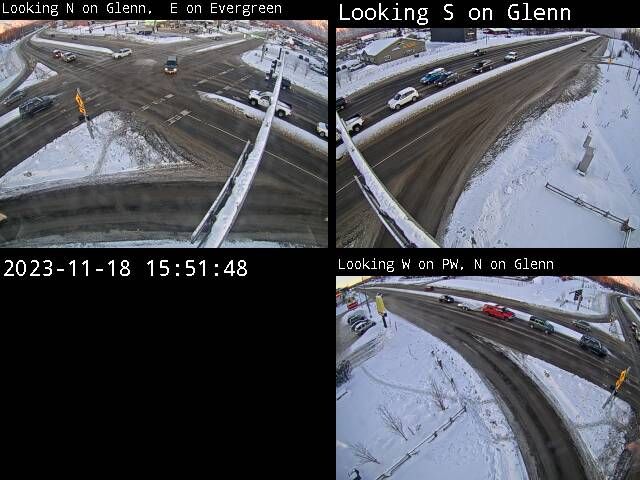 Looking N on Glenn,  E on Evergreen
Looking S on Glenn
2023-11-18 15:51:48
Looking W on PW, N on Glenn